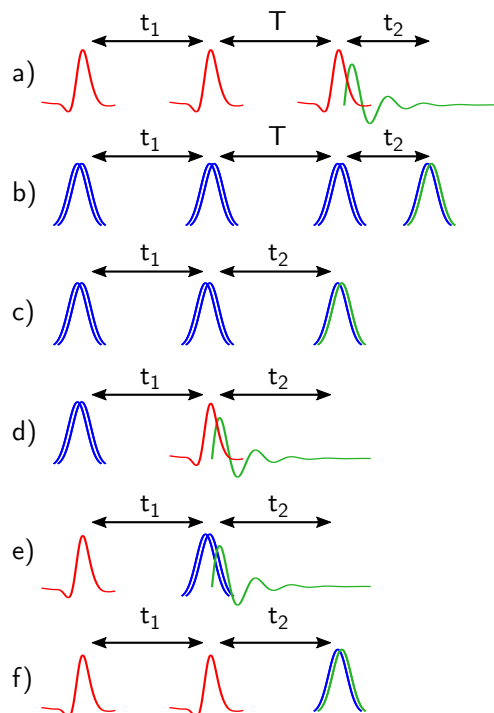 t₁ T t₂
a)
t₁ T t₂
b)
t₁ t₂
c)
t₁ t₂
d)
t₁ t₂
e)
t₁ t₂
f)